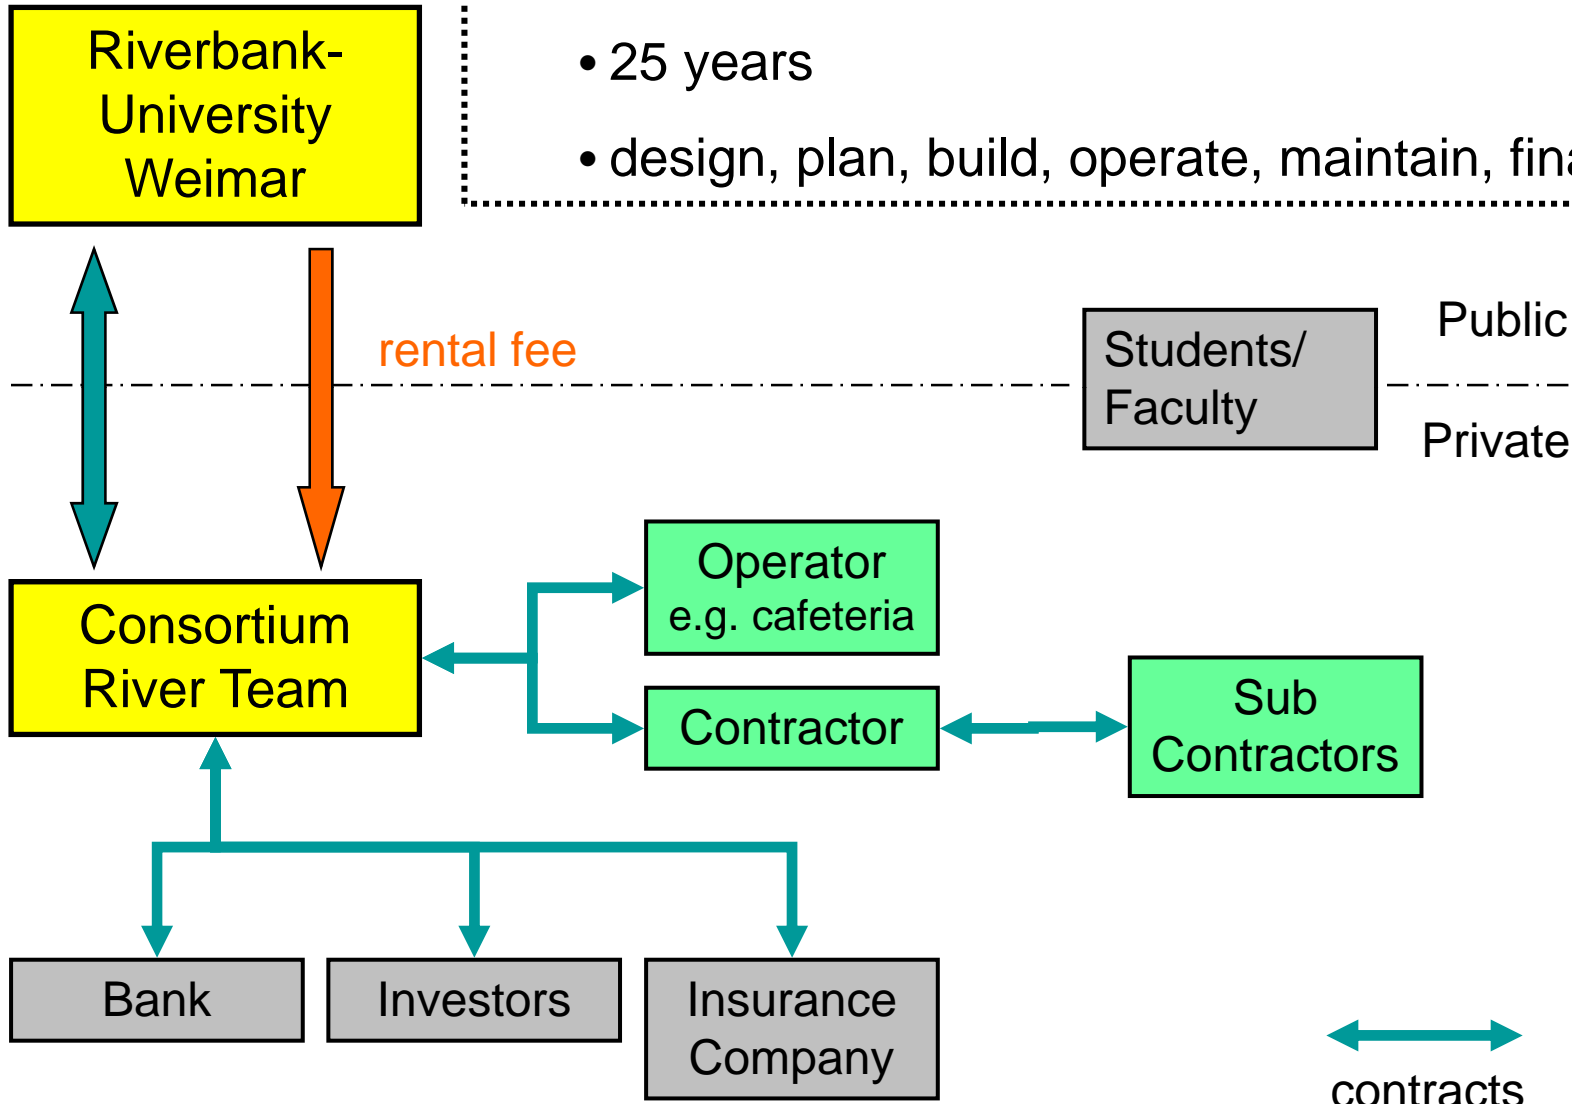 Riverbank-
University
Weimar
• 25 years
• design, plan, build, operate, maintain,
rental fee
Students/
Faculty
Public
Private
Operator
e.g. cafeteria
Consortium
River Team
Contractor
Sub
Contractors
Bank
Investors
Insurance
Company
contracts